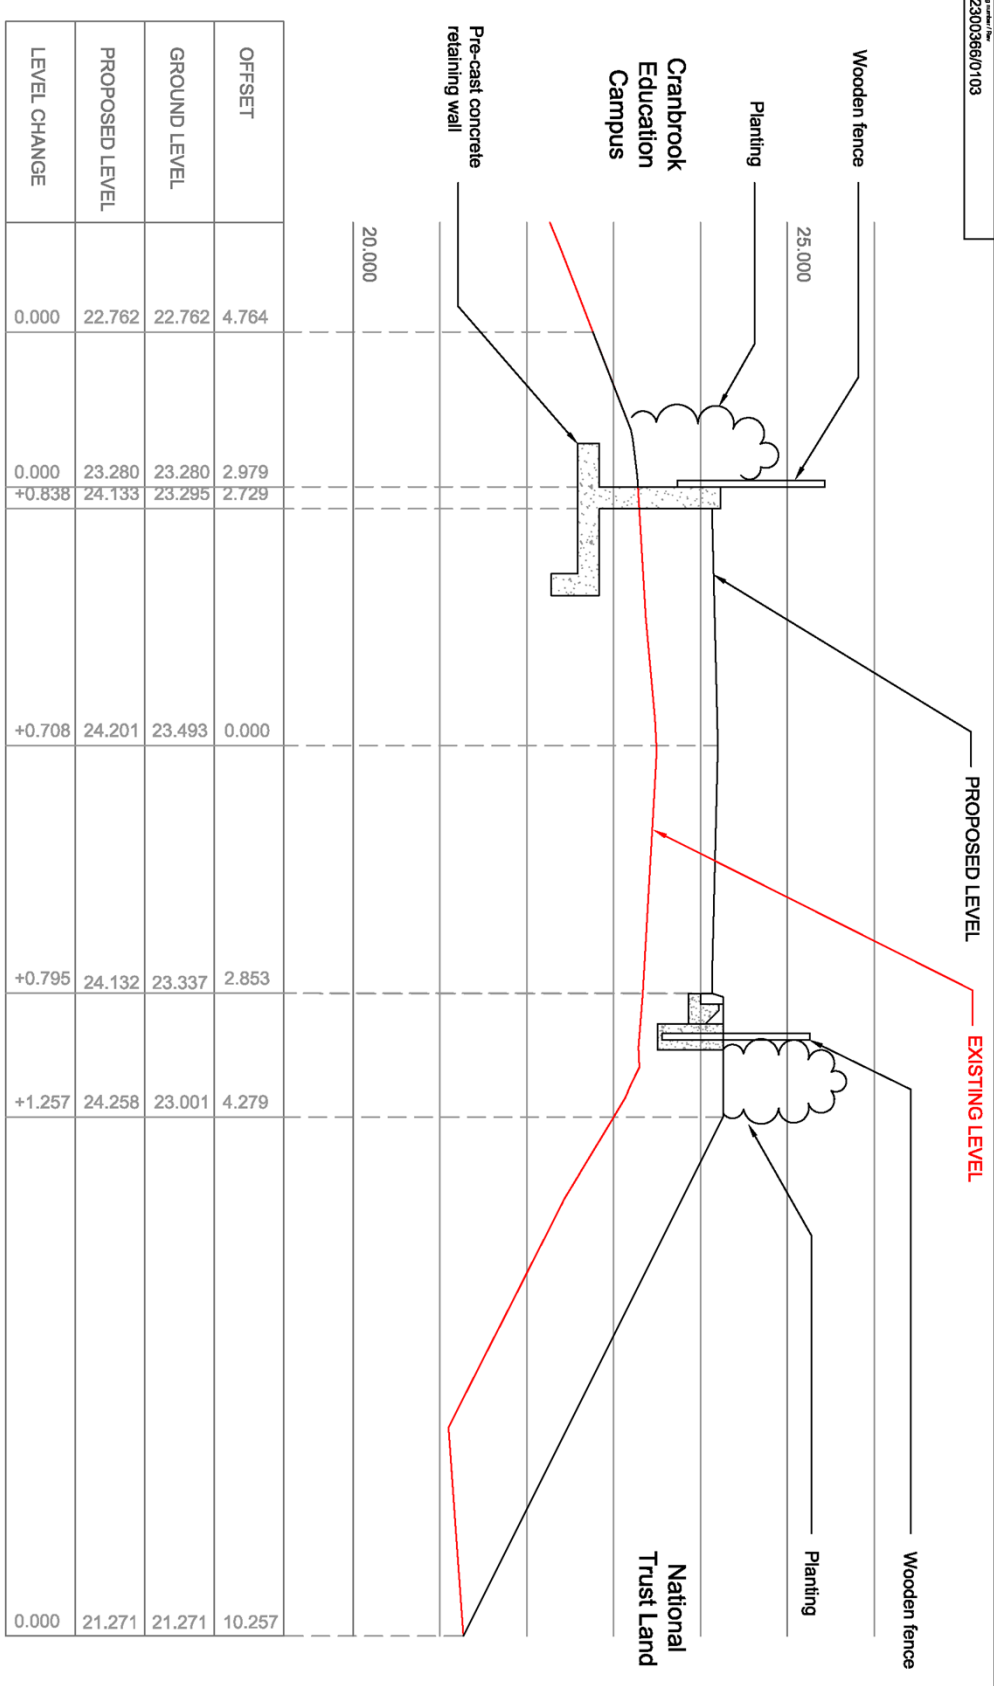 2300366/0103
Wooden fence
Planting
Cranbrook
Education
Campus
Pre-cast concrete
retaining wall
PROPOSED LEVEL
EXISTING LEVEL
Wooden fence
Planting
National
Trust Land
25.000
20.000
OFFSET 4.764 2.979 2.729 0.000 2.853 4.279 10.257
GROUND LEVEL 22.762 23.280 23.295 23.493 23.337 23.001 21.271
PROPOSED LEVEL 22.762 23.280 24.133 24.201 24.132 24.258 21.271
LEVEL CHANGE 0.000 0.000 +0.838 +0.708 +0.795 +1.257 0.000